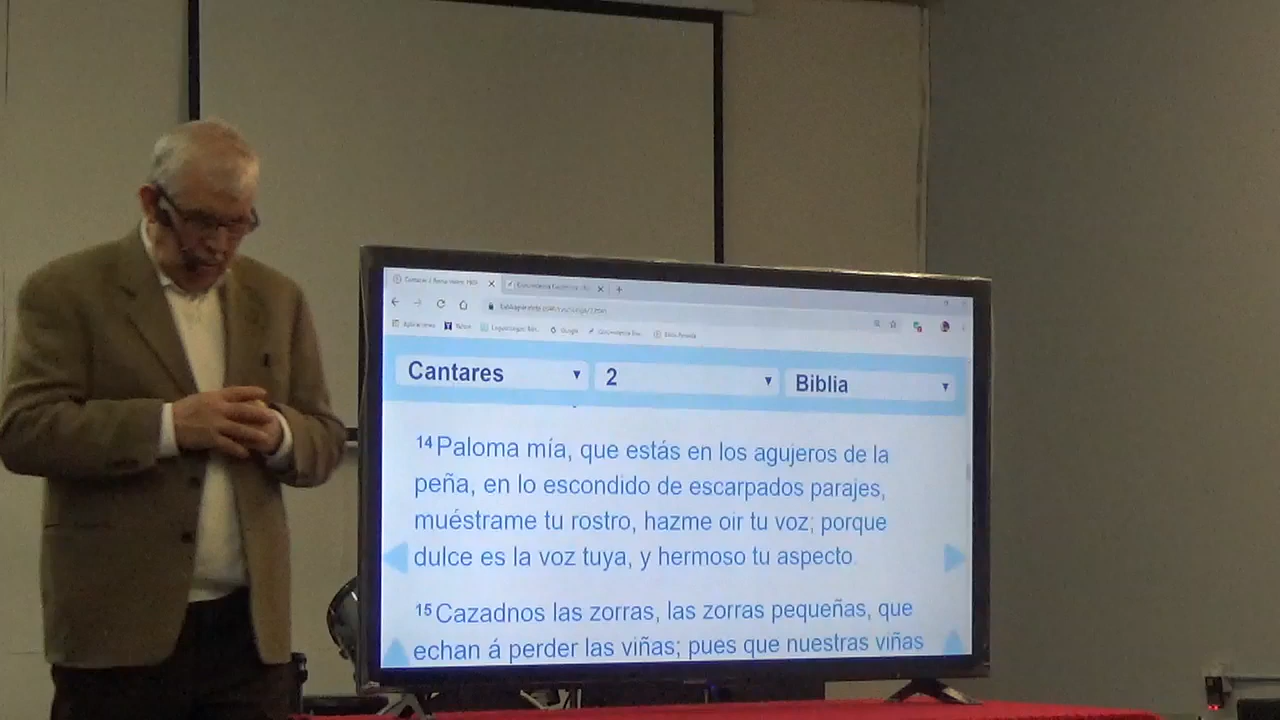 Google
Cantares
2
Biblia
14 Paloma mía, que estás en los agujeros de la
peña, en lo escondido de escarpados parajes,
muéstrame tu rostro, hazme oir tu voz; porque
dulce es la voz tuya, y hermoso tu aspecto.
15 Cazadnos las zorras, las zorras pequeñas, que
echan á perder las viñas; pues que nuestras viñas